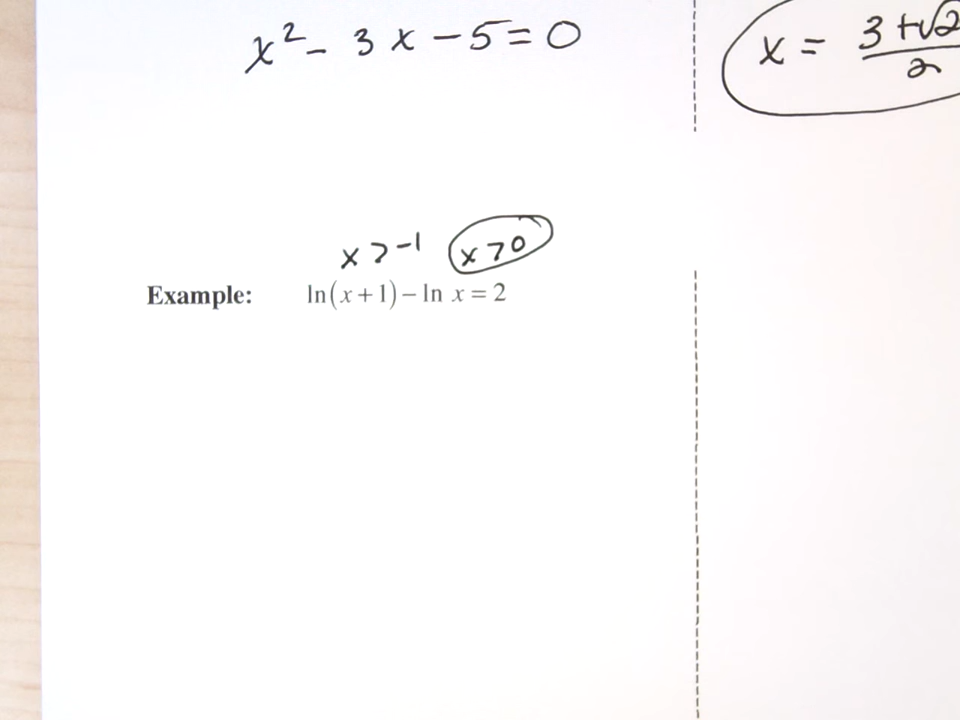 x² - 3x - 5 = 0
x = 3 + √2 / 2
x > -1 x > 0
Example: ln(x + 1) − ln x = 2